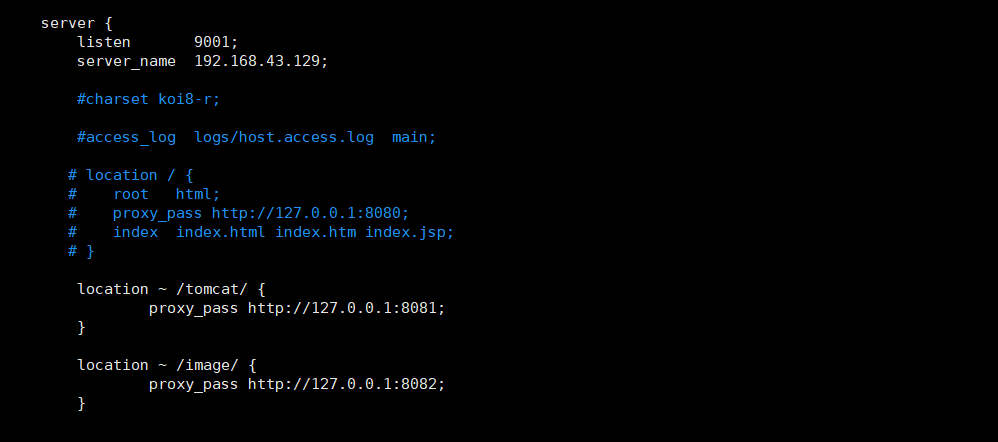 server {
    listen       9001;
    server_name  192.168.43.129;
    #charset koi8-r;
    #access_log  logs/host.access.log  main;
   # location / {
   #    root   html;
   #    proxy_pass http://127.0.0.1:8080;
   #    index  index.html index.htm index.jsp;
   # }
    location ~ /tomcat/ {
            proxy_pass http://127.0.0.1:8081;
    }
    location ~ /image/ {
            proxy_pass http://127.0.0.1:8082;
    }